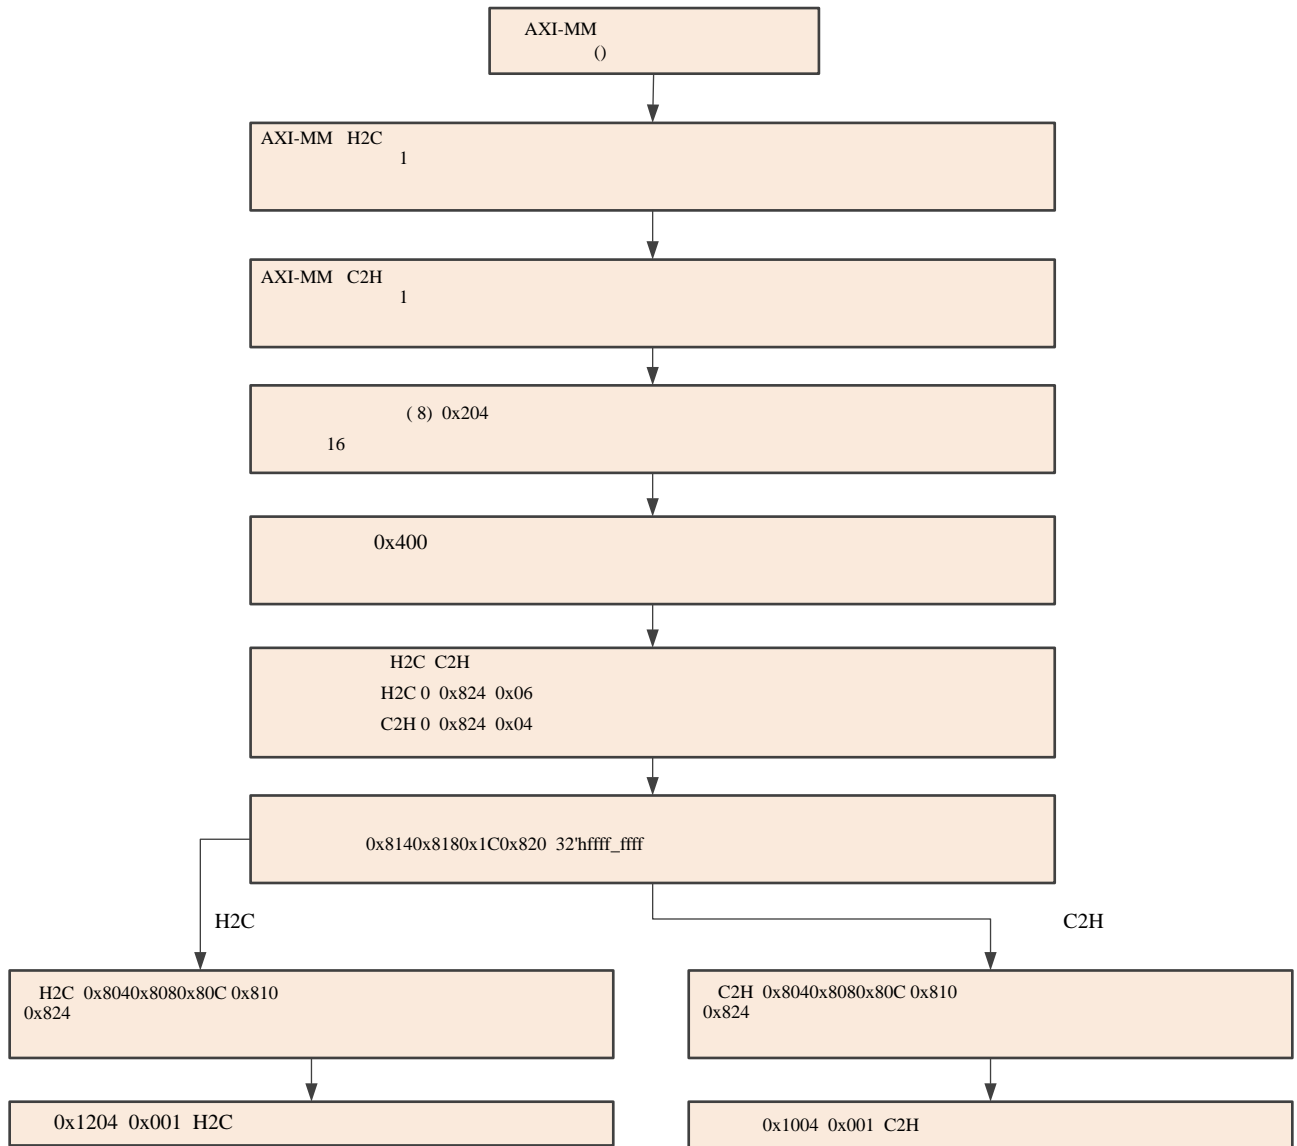 AXI-MM
()
AXI-MM H2C
1
AXI-MM C2H
1
( 8) 0x204
16
0x400
H2C C2H
H2C 0 0x824 0x06
C2H 0 0x824 0x04
0x8140x8180x1C0x820 32'hffff_ffff
H2C
C2H
H2C 0x8040x8080x80C 0x810
0x824
C2H 0x8040x8080x80C 0x810
0x824
0x1204 0x001 H2C
0x1004 0x001 C2H